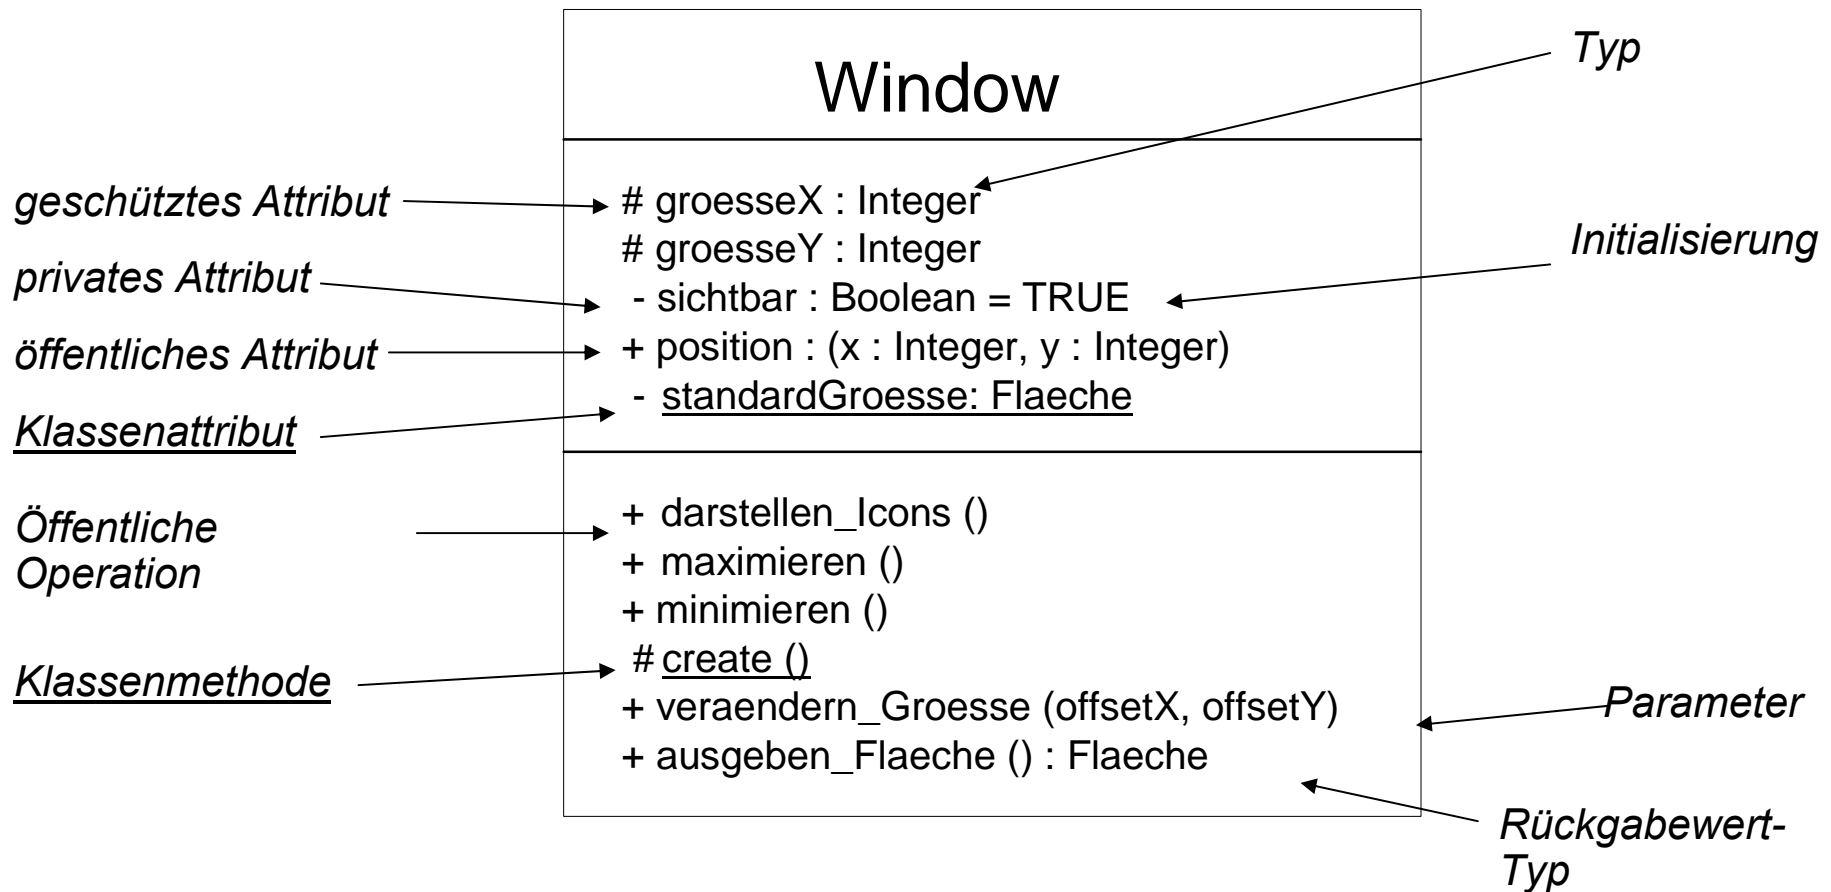 Window
Typ
geschütztes Attribut
privates Attribut
öffentliches Attribut
Klassenattribut
# groesseX : Integer
# groesseY : Integer
- sichtbar : Boolean = TRUE
+ position : (x : Integer, y : Integer)
- standardGroesse: Flaeche
Initialisierung
Öffentliche
Operation
Klassenmethode
+ darstellen_Icons ()
+ maximieren ()
+ minimieren ()
# create ()
+ veraendern_Groesse (offsetX, offsetY)
+ ausgeben_Flaeche () : Flaeche
Parameter
Rückgabewert-
Typ